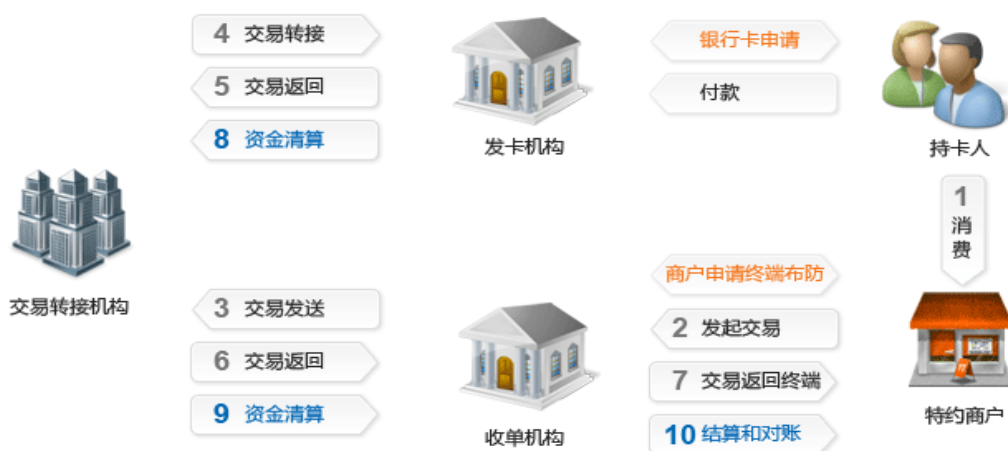 4 交易转接
5 交易返回
8 资金清算
发卡机构
银行卡申请
付款
持卡人
1
消
费
交易转接机构
3 交易发送
6 交易返回
9 资金清算
收单机构
商户申请终端布防
2 发起交易
7 交易返回终端
10 结算和对账
特约商户